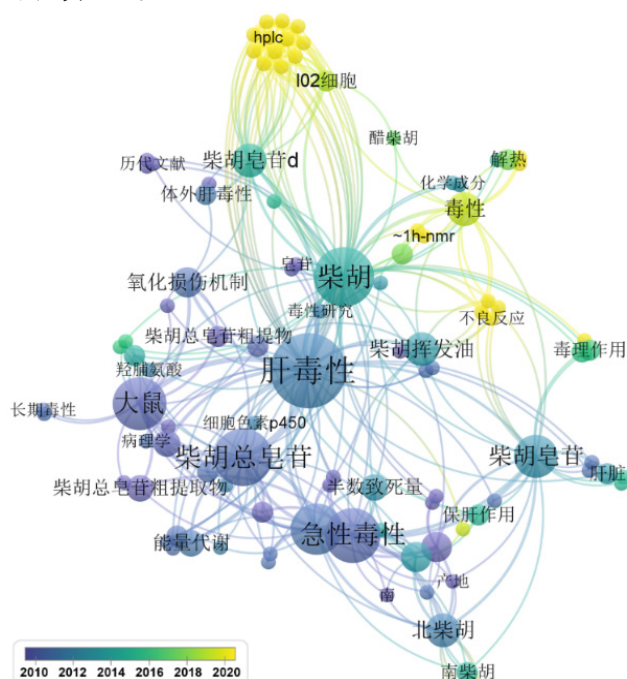 hplc
l02细胞
醋柴胡
历代文献
柴胡皂苷d
解热
体外肝毒性
化学成分
毒性
~1h-nmr
皂苷
氧化损伤机制
柴胡
毒性研究
不良反应
柴胡总皂苷粗提物
柴胡挥发油
毒理作用
肝毒性
羟脯氨酸
大鼠
长期毒性
细胞色素p450
病理学
柴胡总皂苷
柴胡皂苷
肝脏
柴胡总皂苷粗提取物
半数致死量
保肝作用
能量代谢
急性毒性
产地
南
北柴胡
南柴胡
2010 2012 2014 2016 2018 2020